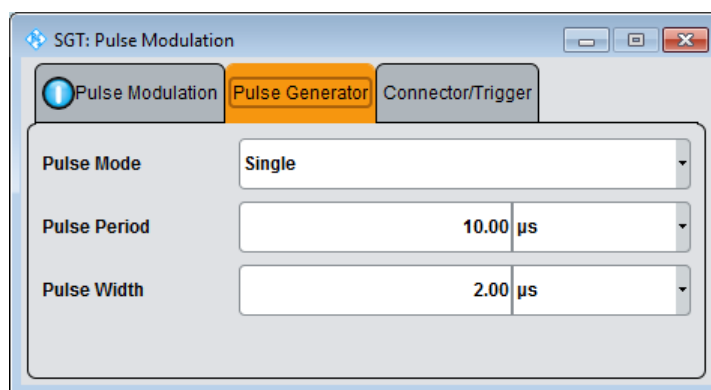 SGT: Pulse Modulation
Pulse Modulation Pulse Generator Connector/Trigger
Pulse Mode Single
Pulse Period 10.00 µs
Pulse Width 2.00 µs